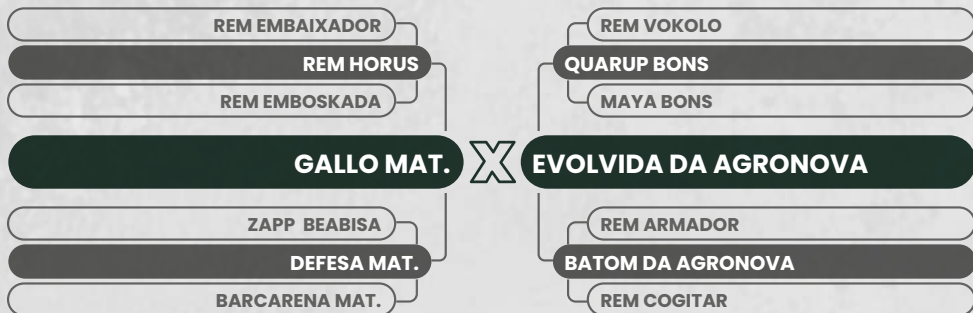 REM EMBAIXADOR REM VOKOLO
REM HORUS QUARUP BONS
REM EMBOSKADA MAYA BONS
GALLO MAT. X EVOLVIDA DA AGRONOVA
ZAPP BEABISA REM ARMADOR
DEFESA MAT. BATOM DA AGRONOVA
BARCARENA MAT. REM COGITAR